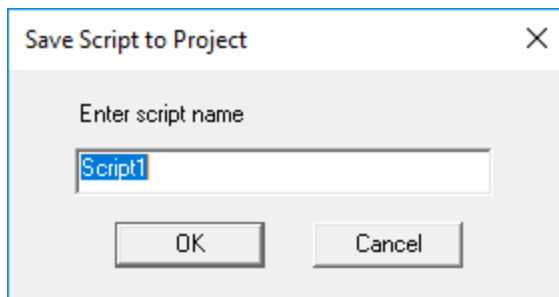 Save Script to Project
Enter script name
Script1
OK
Cancel